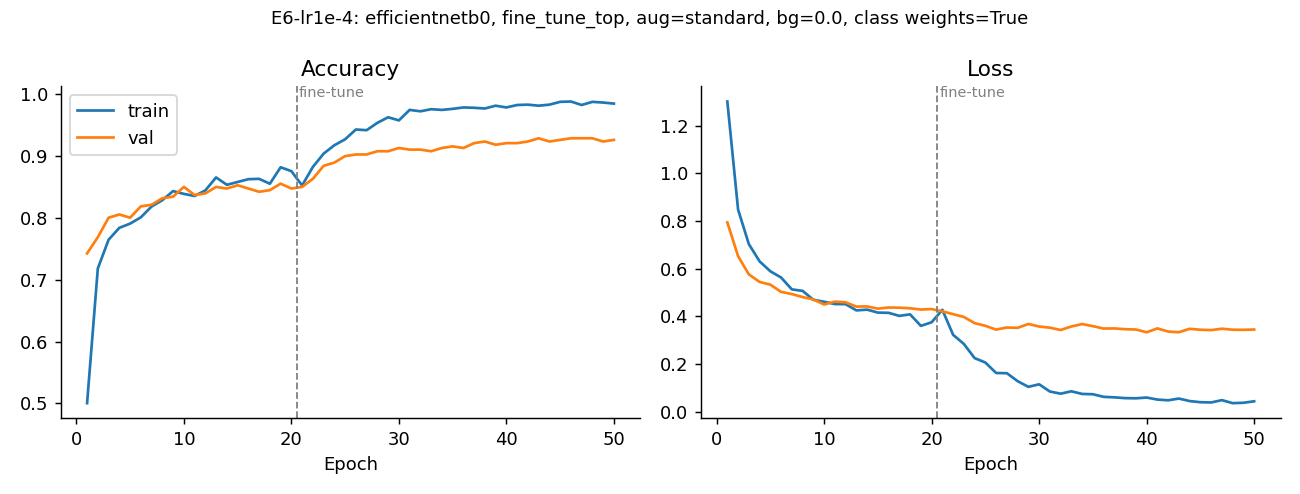 E6-lr1e-4: efficientnetb0, fine_tune_top, aug=standard, bg=0.0, class weights=True
Accuracy
fine-tune
train
val
1.0
0.9
0.8
0.7
0.6
0.5
0
10
20
30
40
50
Epoch
Loss
fine-tune
1.2
1.0
0.8
0.6
0.4
0.2
0.0
0
10
20
30
40
50
Epoch